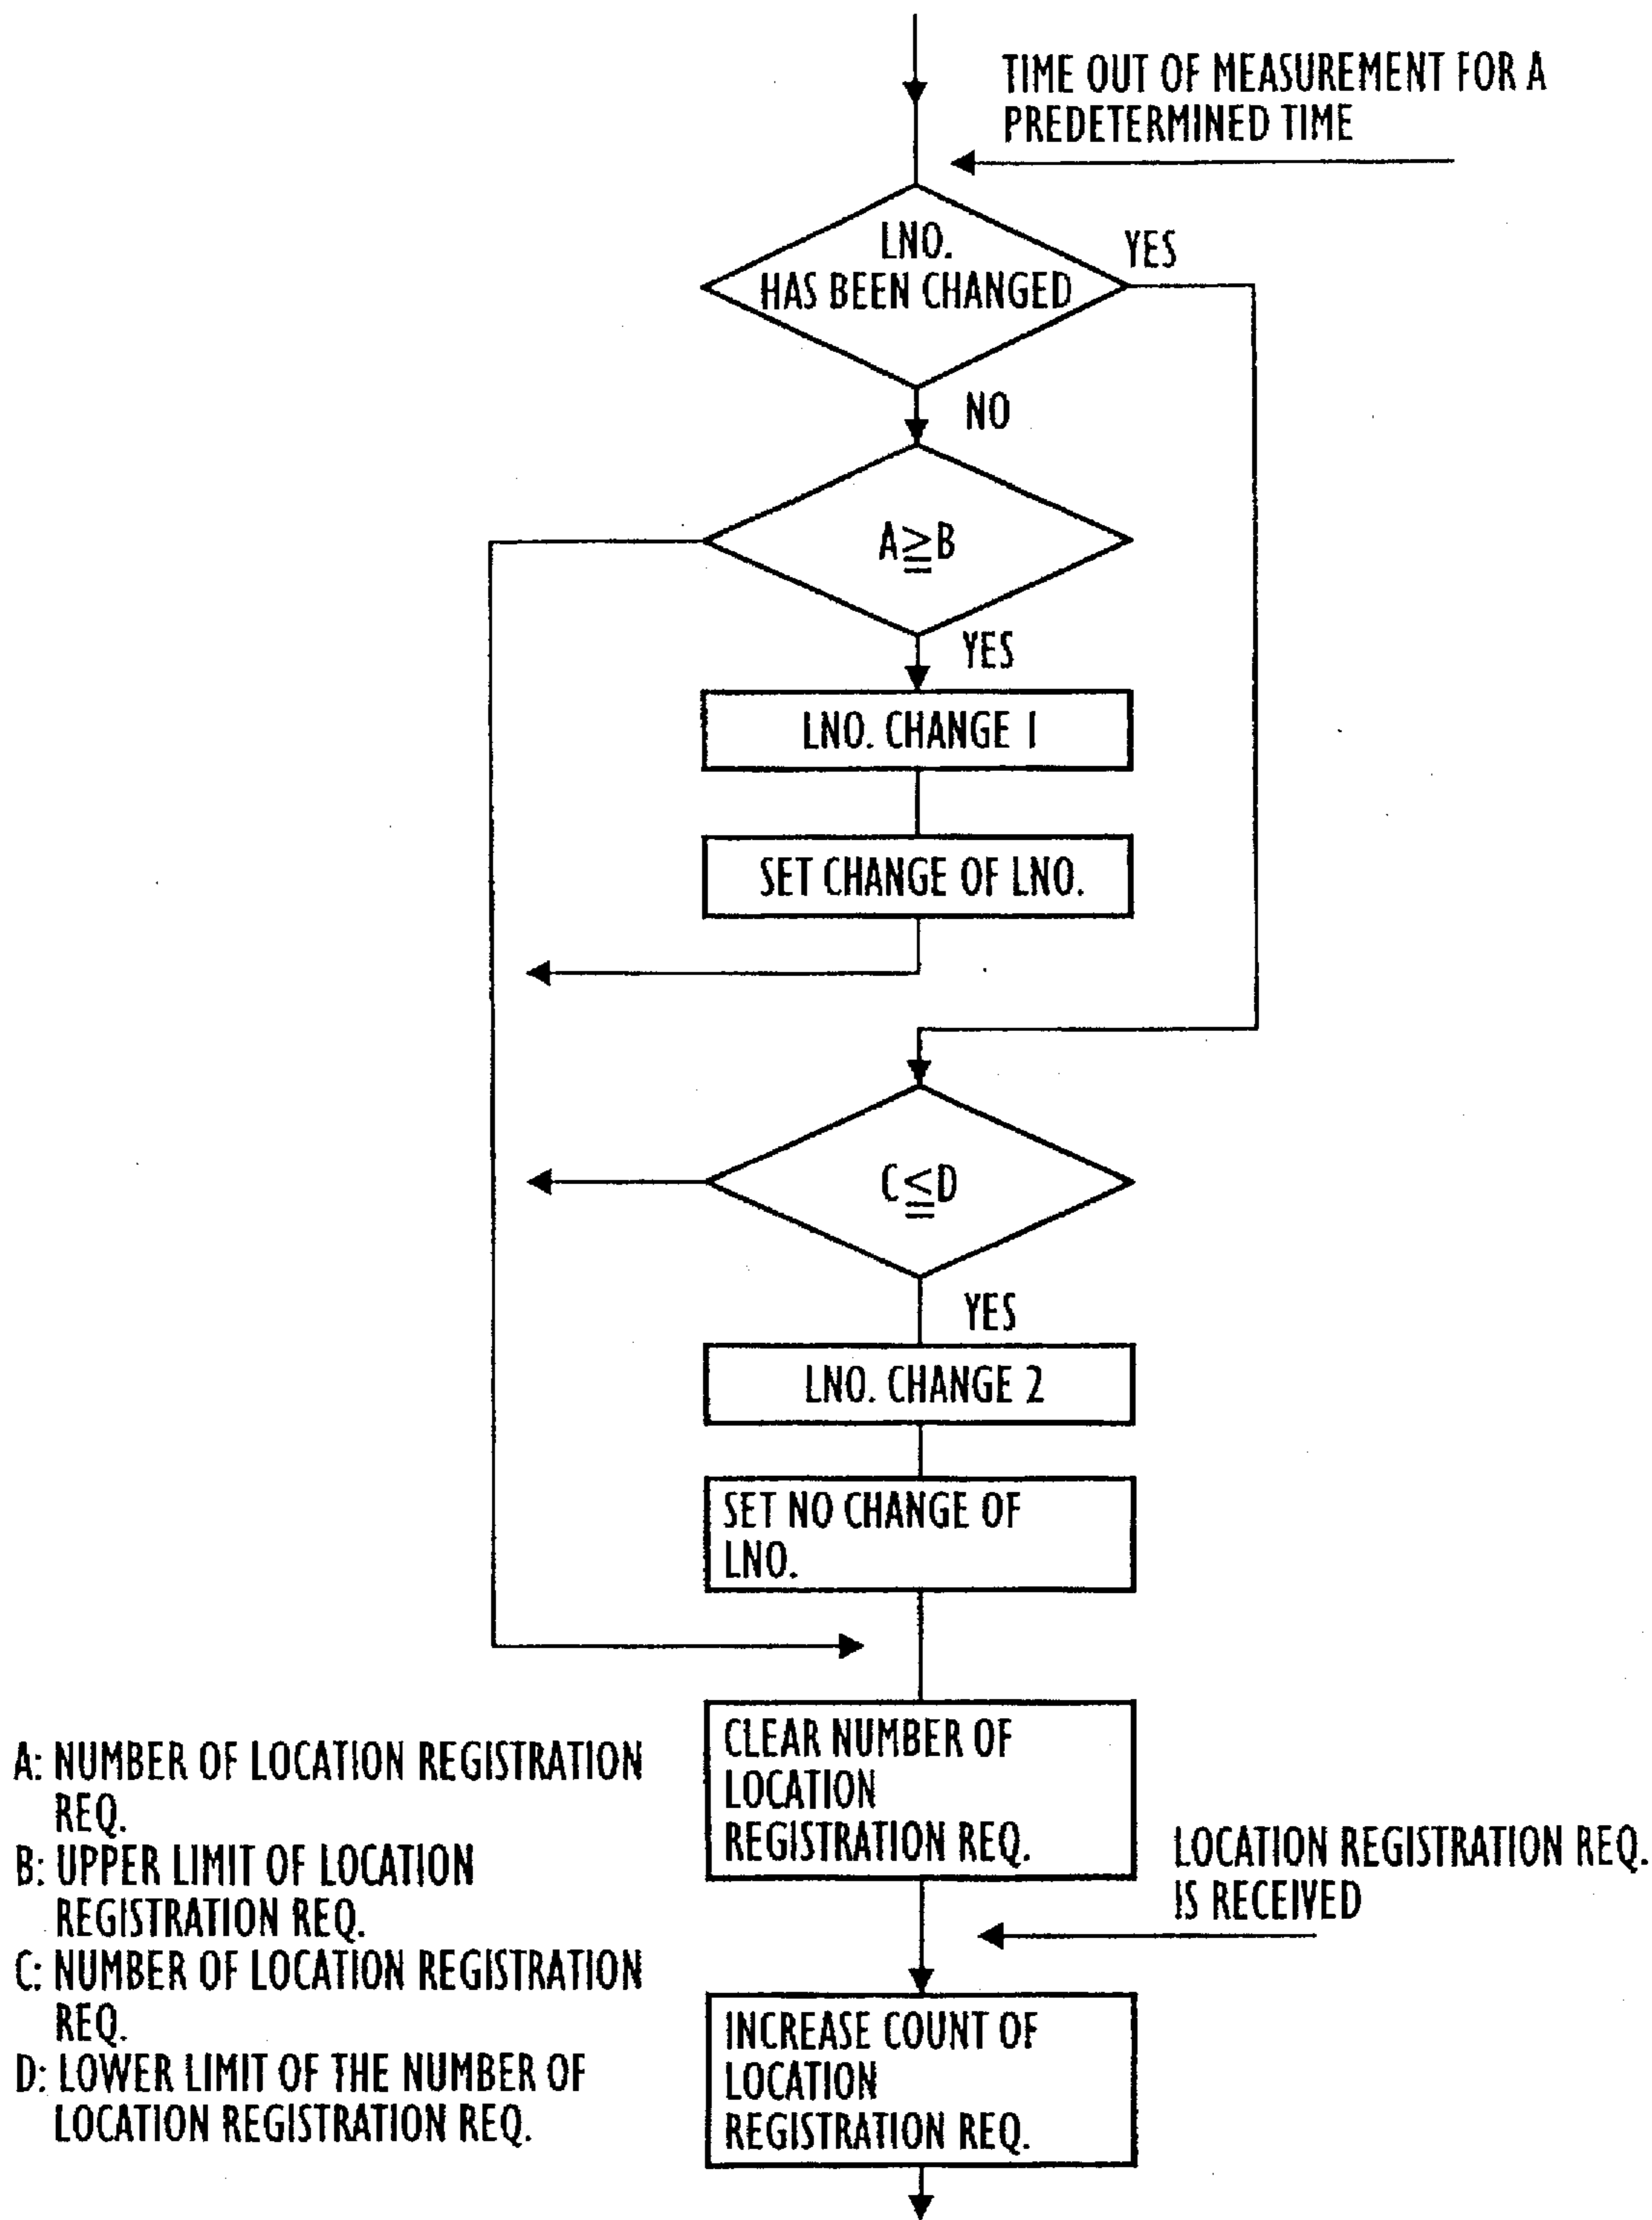 TIME OUT OF MEASUREMENT FOR A
PREDETERMINED TIME
LNO.
HAS BEEN CHANGED
YES
NO
A≧B
YES
LNO. CHANGE 1
SET CHANGE OF LNO.
C≦D
YES
LNO. CHANGE 2
SET NO CHANGE OF
LNO.
CLEAR NUMBER OF
LOCATION
REGISTRATION REQ.
LOCATION REGISTRATION REQ.
IS RECEIVED
INCREASE COUNT OF
LOCATION
REGISTRATION REQ.
A: NUMBER OF LOCATION REGISTRATION
REQ.
B: UPPER LIMIT OF LOCATION
REGISTRATION REQ.
C: NUMBER OF LOCATION REGISTRATION
REQ.
D: LOWER LIMIT OF THE NUMBER OF
LOCATION REGISTRATION REQ.